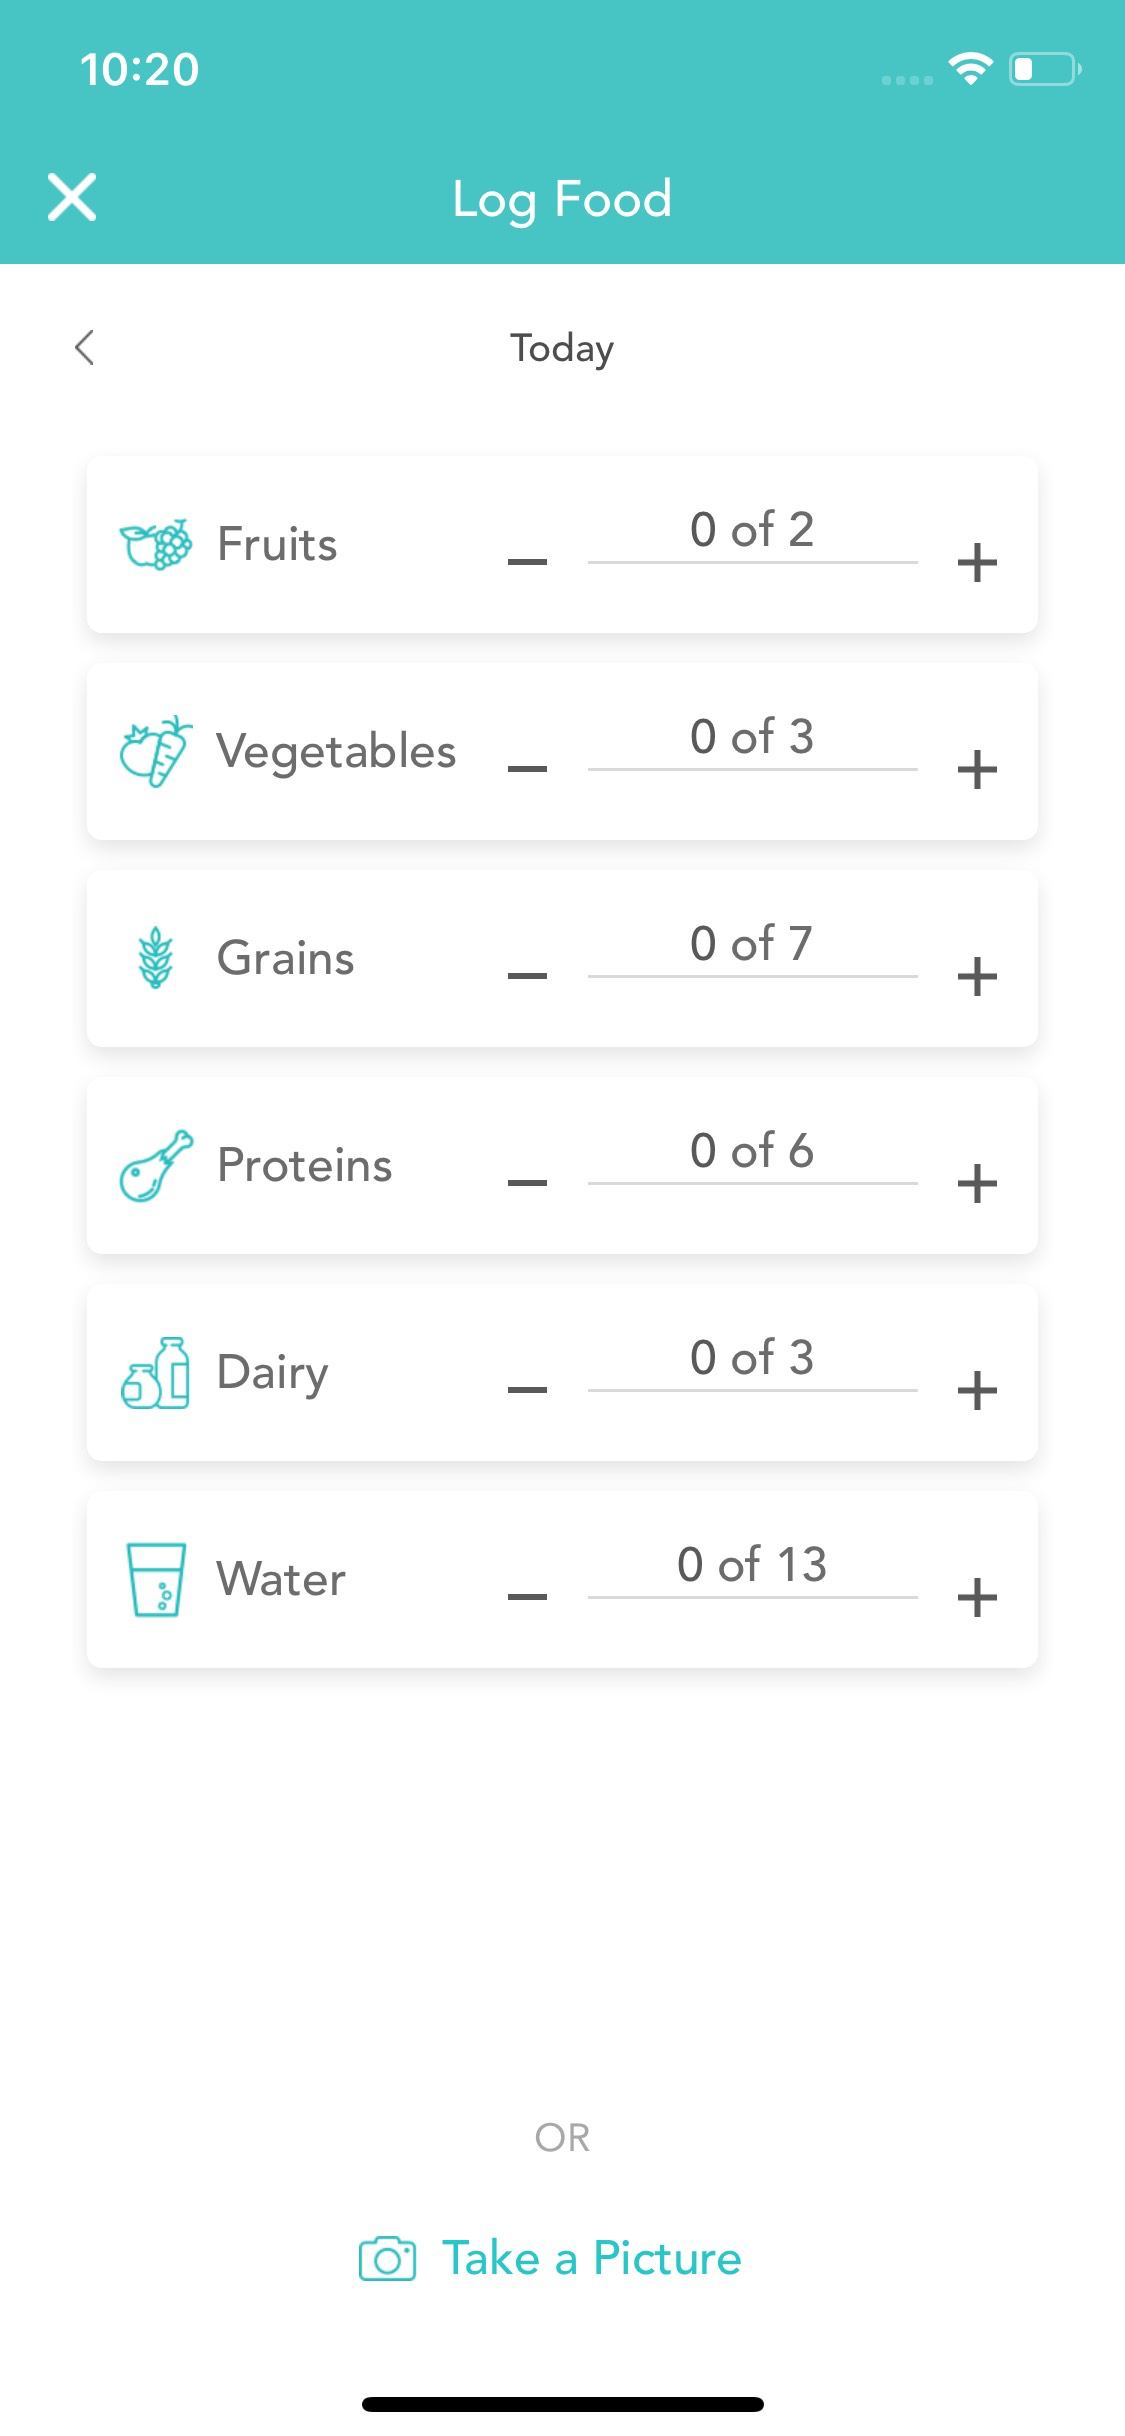 10:20
Log Food
Today
Fruits
0 of 2
Vegetables
0 of 3
Grains
0 of 7
Proteins
0 of 6
Dairy
0 of 3
Water
0 of 13
OR
Take a Picture